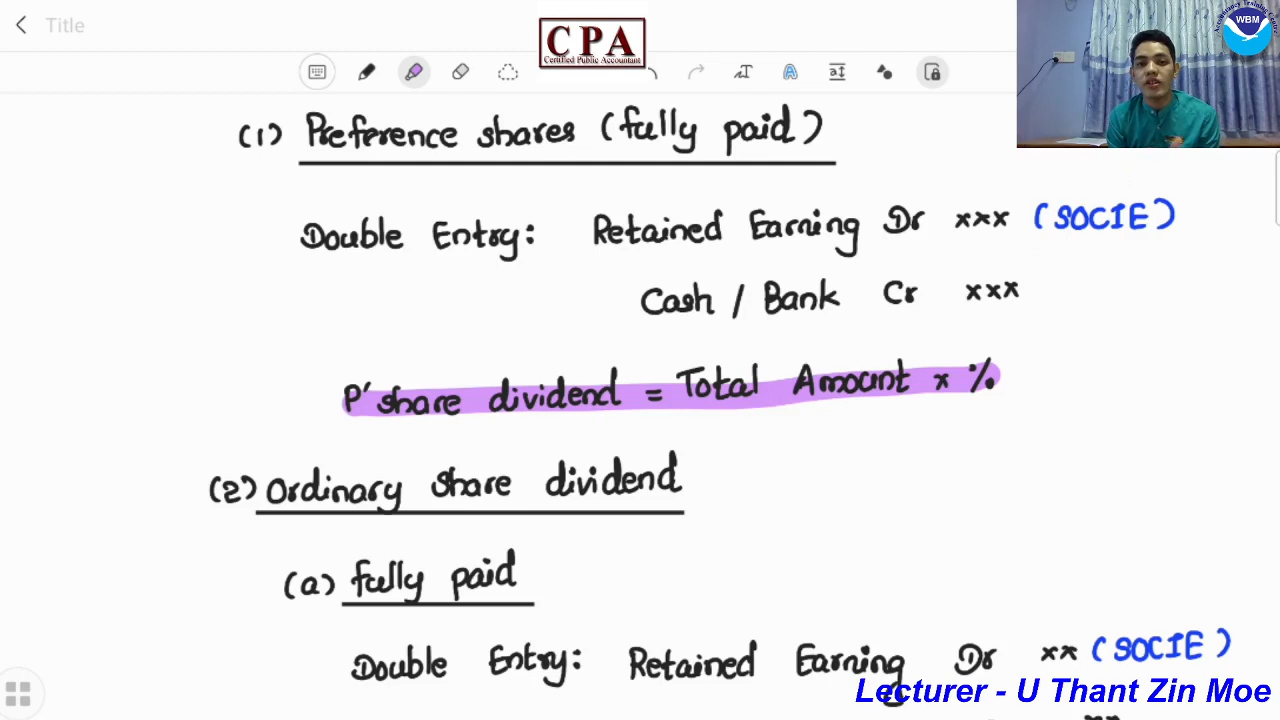 Title
CPA
Certified Public Accountant
WBM
(1) Preference shares (fully paid)
Double Entry: Retained Earning Dr xxx (SOCIE)
Cash / Bank Cr xxx
P' share dividend = Total Amount x %
(2) Ordinary share dividend
(a) fully paid
Double Entry: Retained Earning Dr xx (SOCIE)
Lecturer - U Thant Zin Moe